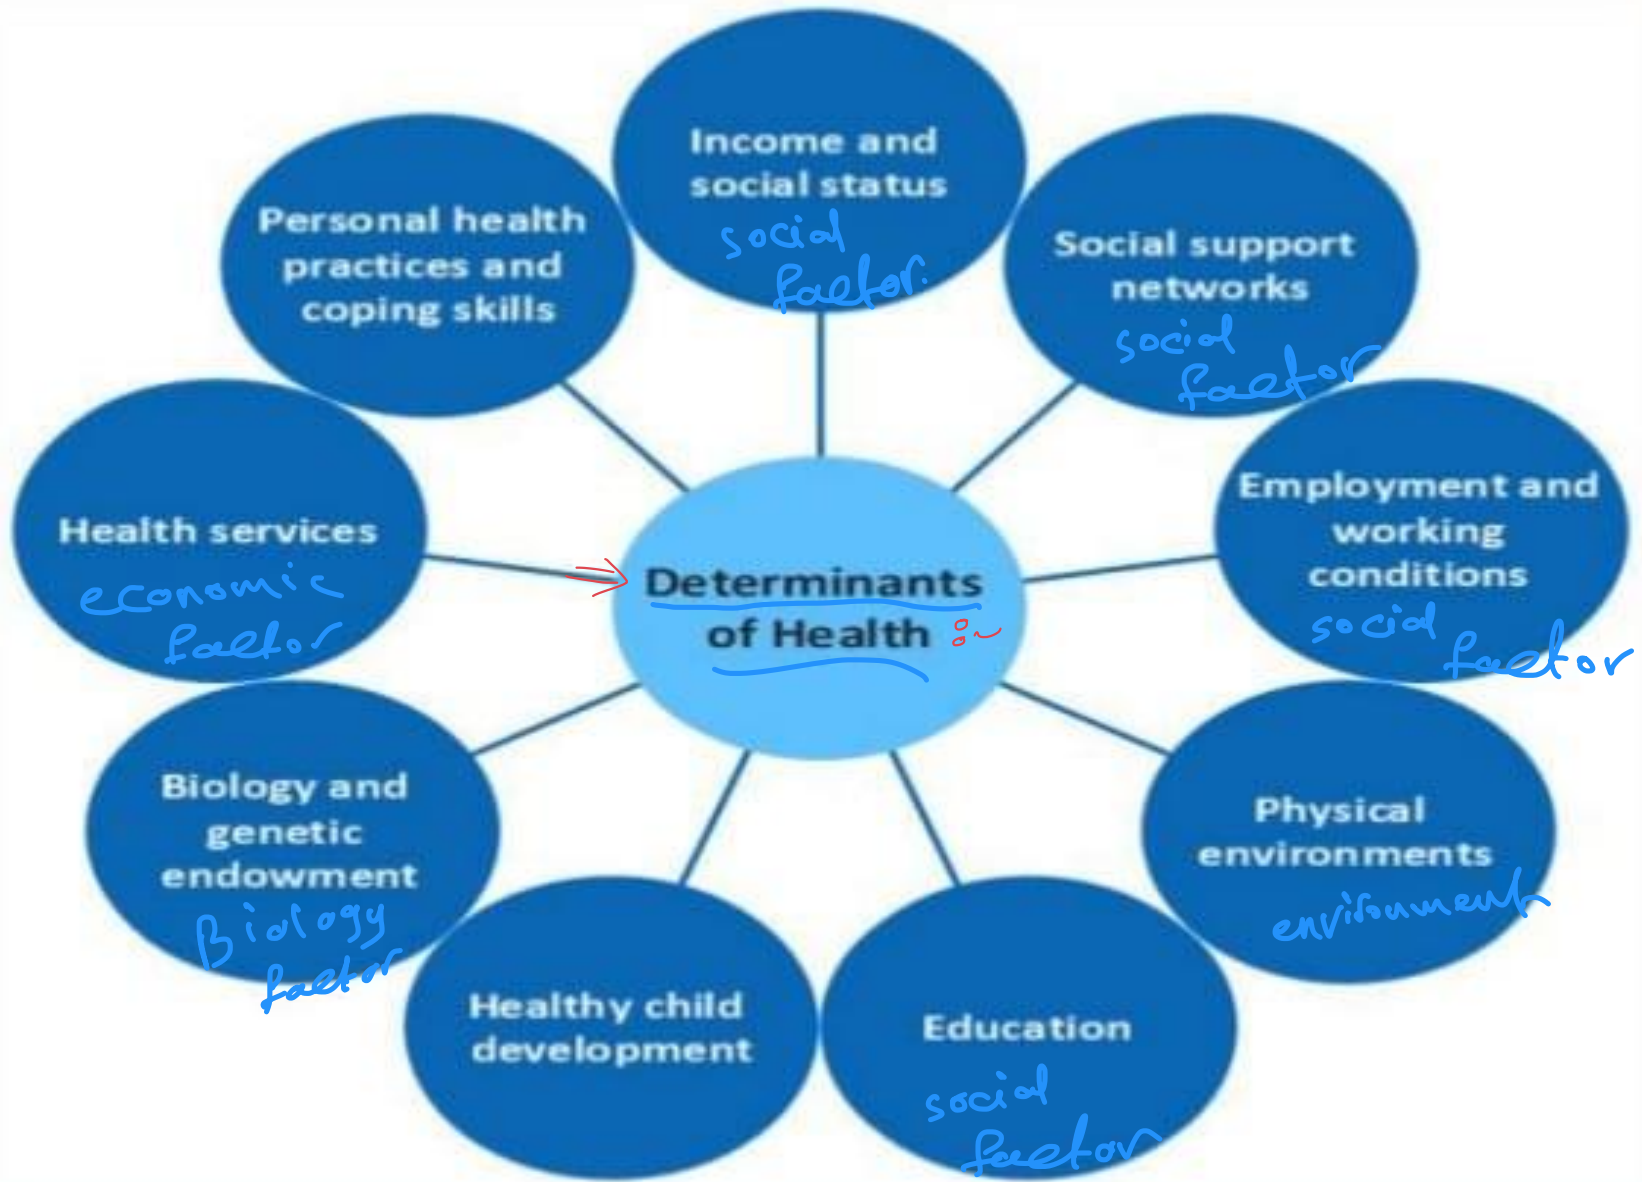 Income and
social status
social
factor.
Social support
networks
social
factor
Employment and
working
conditions
social
factor
Physical
environments
environment
Education
social
factor
Healthy child
development
Biology and
genetic
endowment
Biology
factor
Health services
economic
factor
Personal health
practices and
coping skills
Determinants
of Health :~